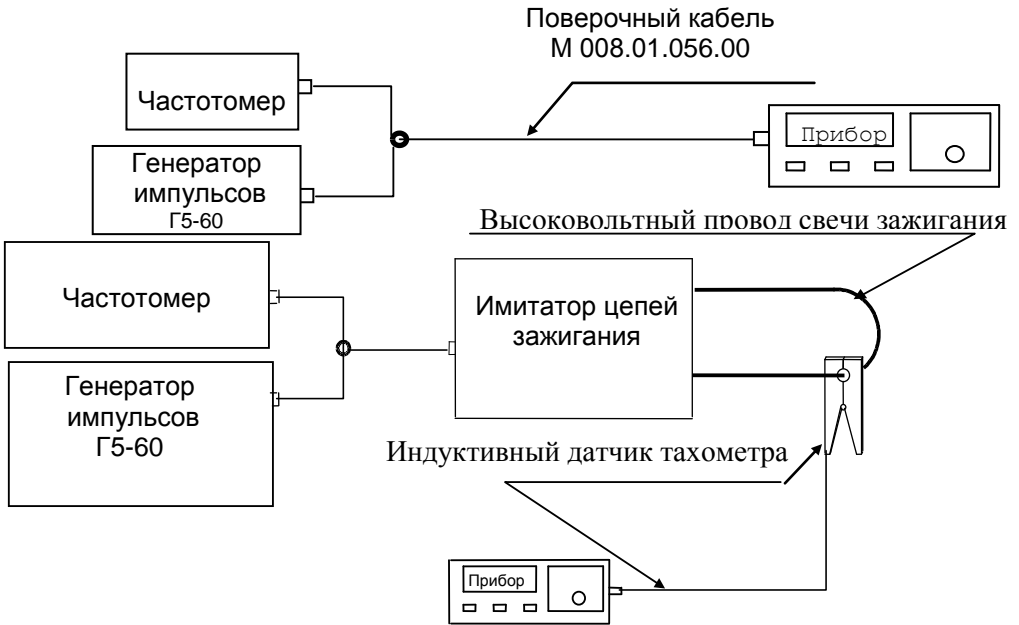 Поверочный кабель
М 008.01.056.00
Частотомер
Прибор
Генератор
импульсов
Г5-60
Высоковольтный провод свечи зажигания
Частотомер
Имитатор цепей
зажигания
Генератор
импульсов
Г5-60
Индуктивный датчик тахометра
Прибор